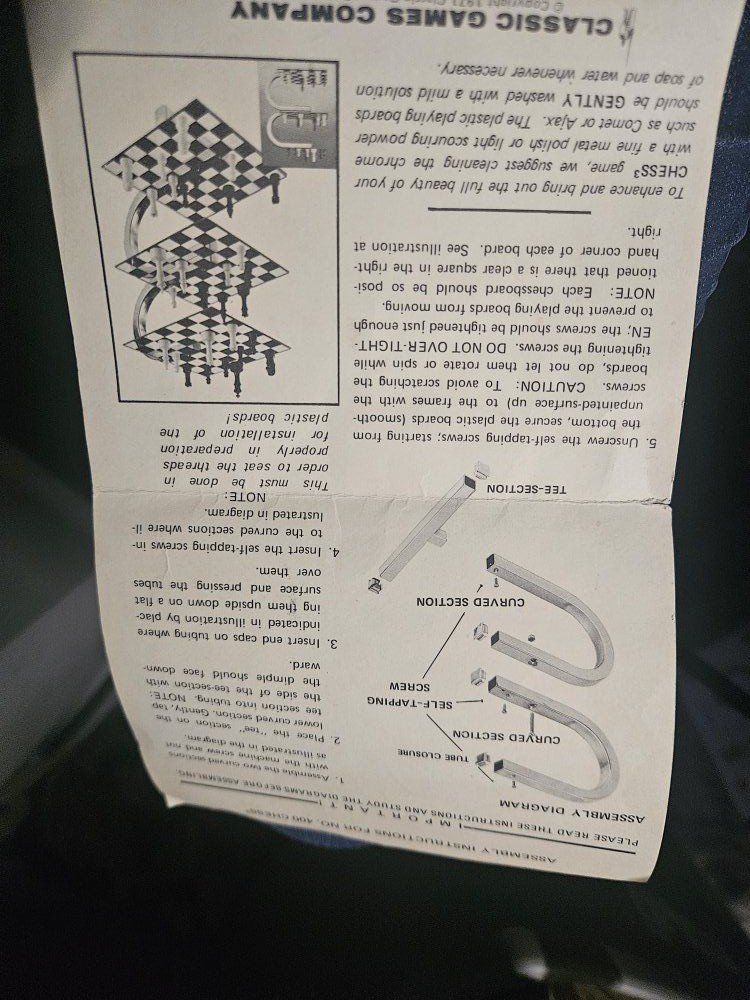 ASSEMBLY INSTRUCTIONS FOR NO. 400 CHESS³
I M P O R T A N T !
PLEASE READ THESE INSTRUCTIONS AND STUDY THE DIAGRAMS BEFORE ASSEMBLING.
ASSEMBLY DIAGRAM
TUBE CLOSURE
CURVED SECTION
SELF-TAPPING
SCREW
CURVED SECTION
TEE-SECTION
1. Assemble the two curved sections
with the machine screw and nut
as illustrated in the diagram.
2. Place the "tee" section on the
lower curved section. Gently, tap
tee section into tubing. NOTE:
the side of the tee-section with
the dimple should face down-
ward.
3. Insert end caps on tubing where
indicated in illustration by plac-
ing them upside down on a flat
surface and pressing the tubes
over them.
4. Insert the self-tapping screws in-
to the curved sections where il-
lustrated in diagram.
NOTE:
This must be done in
order to seat the threads
properly in preparation
for installation of the
plastic boards!
5. Unscrew the self-tapping screws; starting from
the bottom, secure the plastic boards (smooth-
unpainted-surface up) to the frames with the
screws. CAUTION: To avoid scratching the
boards, do not let them rotate or spin while
tightening the screws. DO NOT OVER-TIGHT-
EN; the screws should be tightened just enough
to prevent the playing boards from moving.
NOTE: Each chessboard should be so posi-
tioned that there is a clear square in the right-
hand corner of each board. See illustration at
right.
To enhance and bring out the full beauty of your
CHESS³ game, we suggest cleaning the chrome
with a fine metal polish or light scouring powder
such as Comet or Ajax. The plastic playing boards
should be GENTLY washed with a mild solution
of soap and water whenever necessary.
CLASSIC GAMES COMPANY
© Copyright 1971 Classic